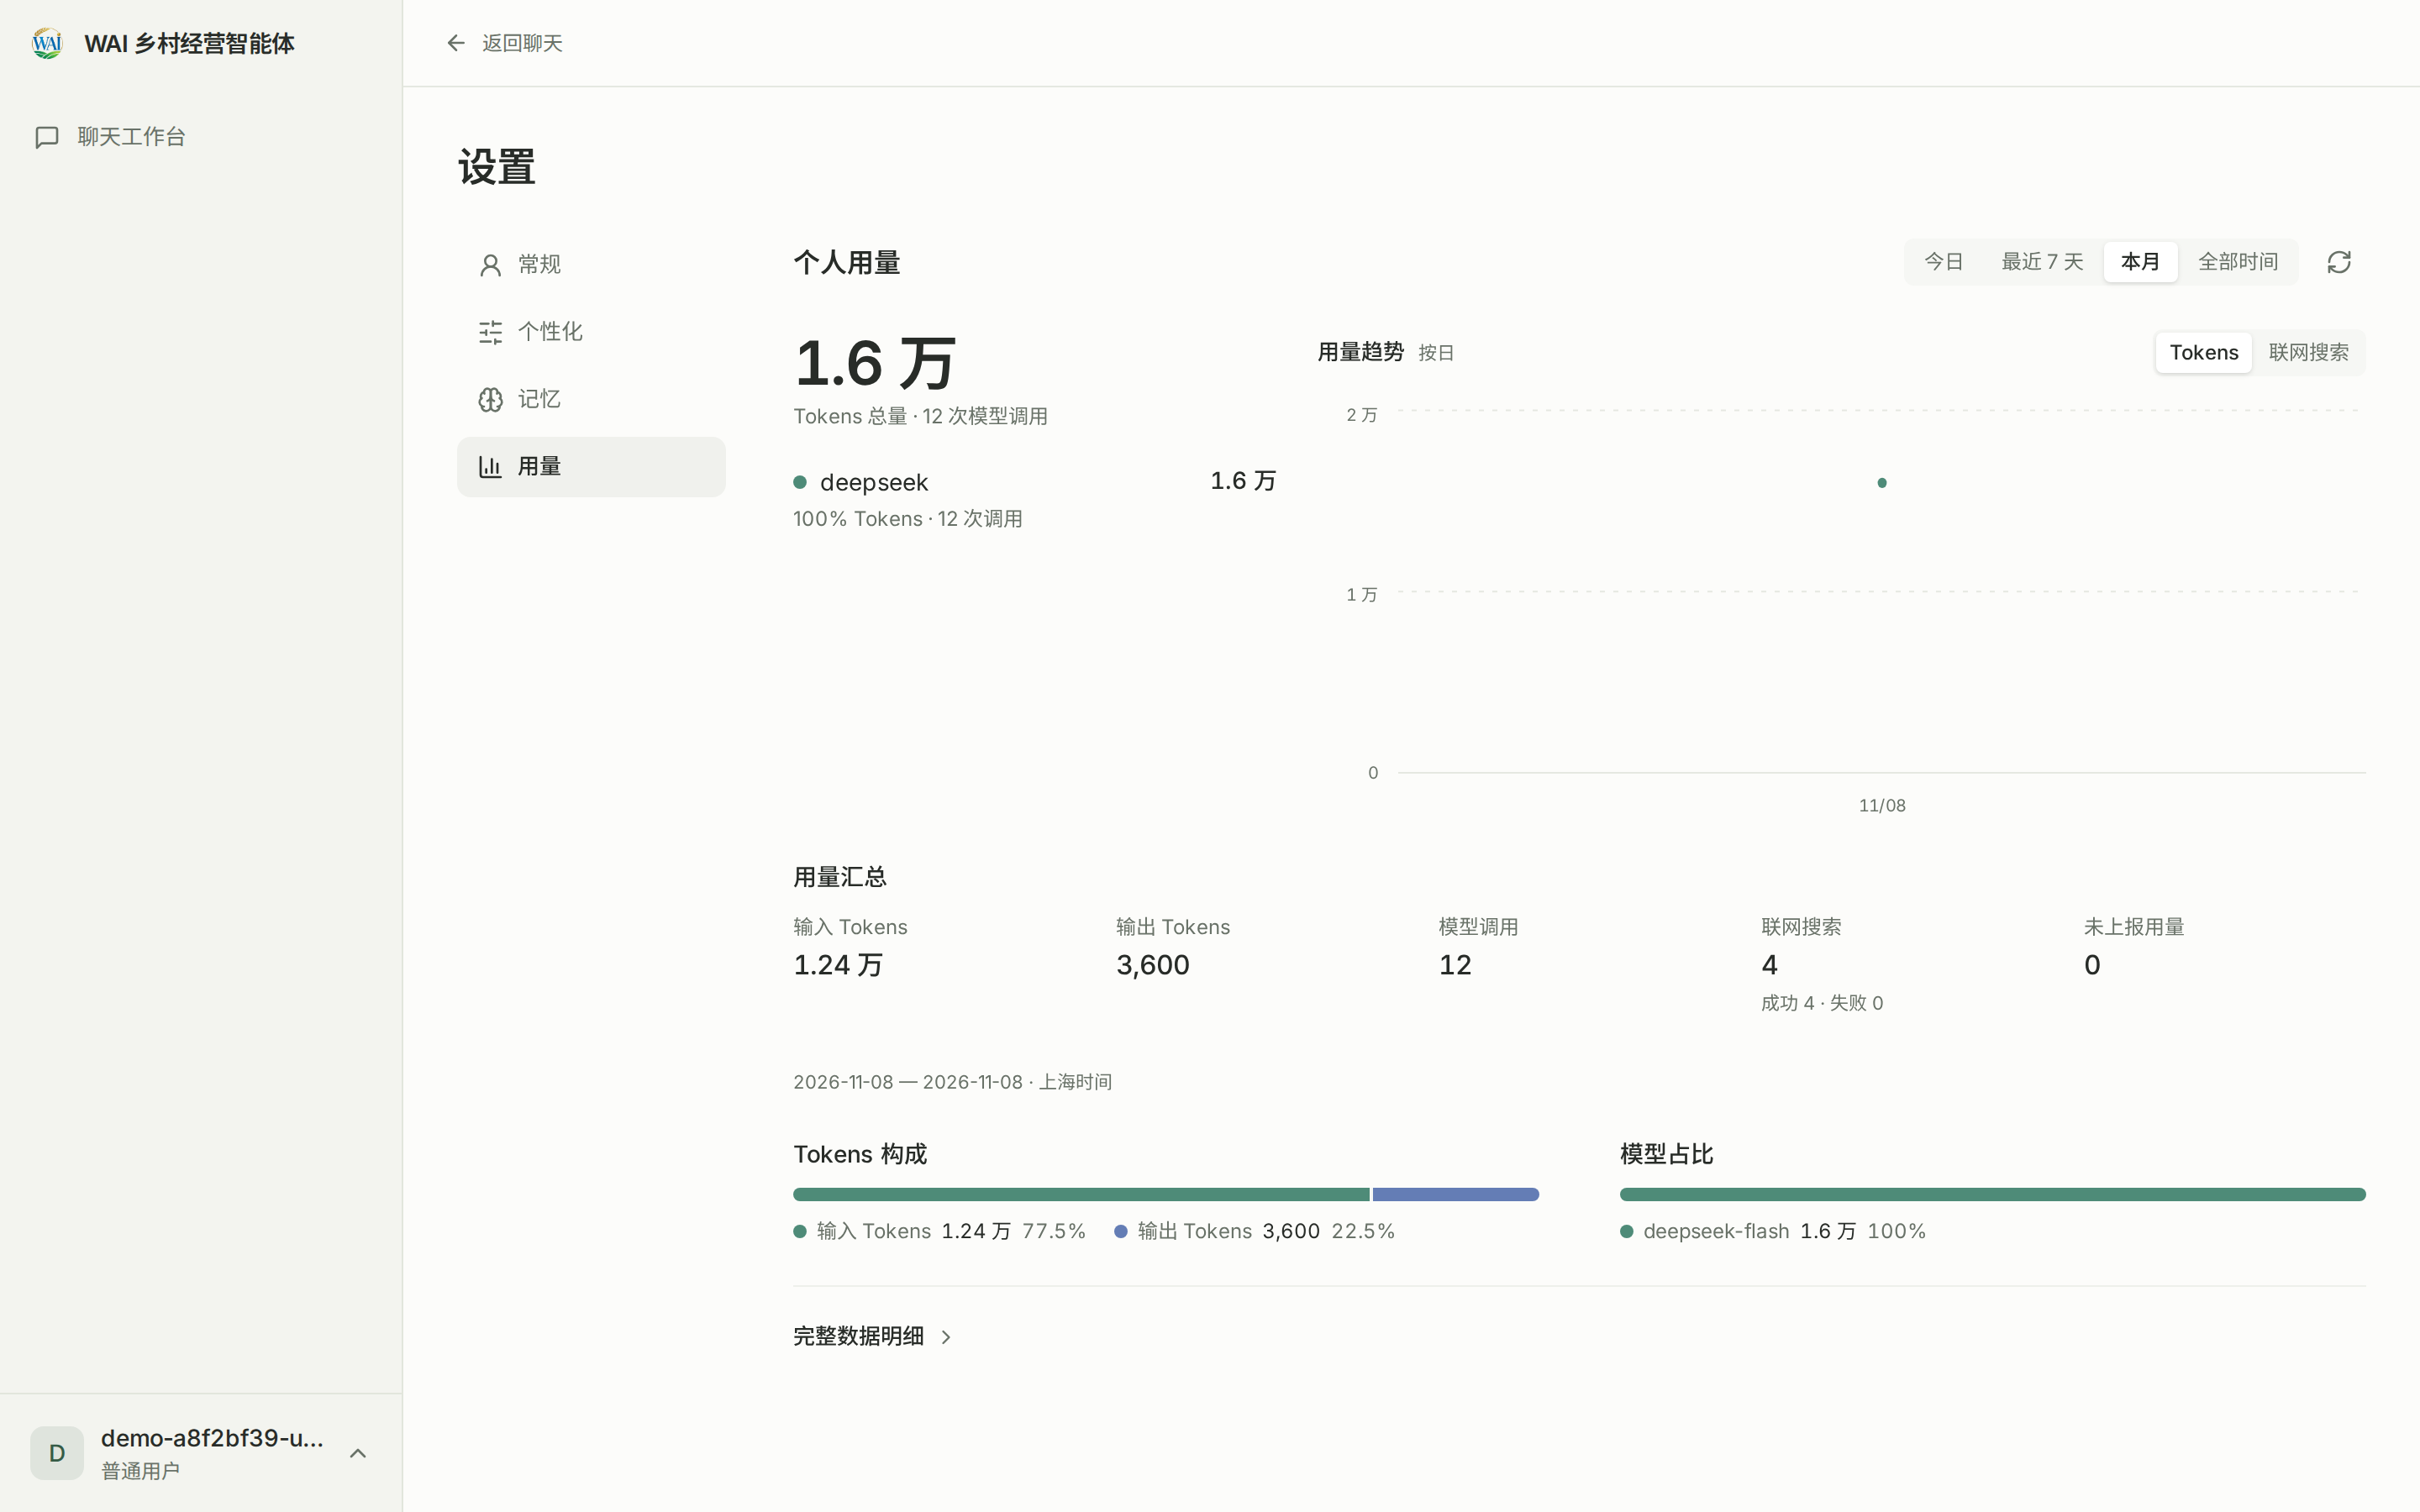 WAI 乡村经营智能体
聊天工作台
demo-a8f2bf39-u...
普通用户
返回聊天
设置
常规
个性化
记忆
用量
个人用量
今日 最近 7 天 本月 全部时间
1.6 万
Tokens 总量 · 12 次模型调用
deepseek 1.6 万
100% Tokens · 12 次调用
用量趋势 按日
Tokens 联网搜索
2 万
1 万
0
11/08
用量汇总
输入 Tokens
1.24 万
输出 Tokens
3,600
模型调用
12
联网搜索
4
成功 4 · 失败 0
未上报用量
0
2026-11-08 — 2026-11-08 · 上海时间
Tokens 构成
输入 Tokens 1.24 万 77.5% 输出 Tokens 3,600 22.5%
模型占比
deepseek-flash 1.6 万 100%
完整数据明细
D